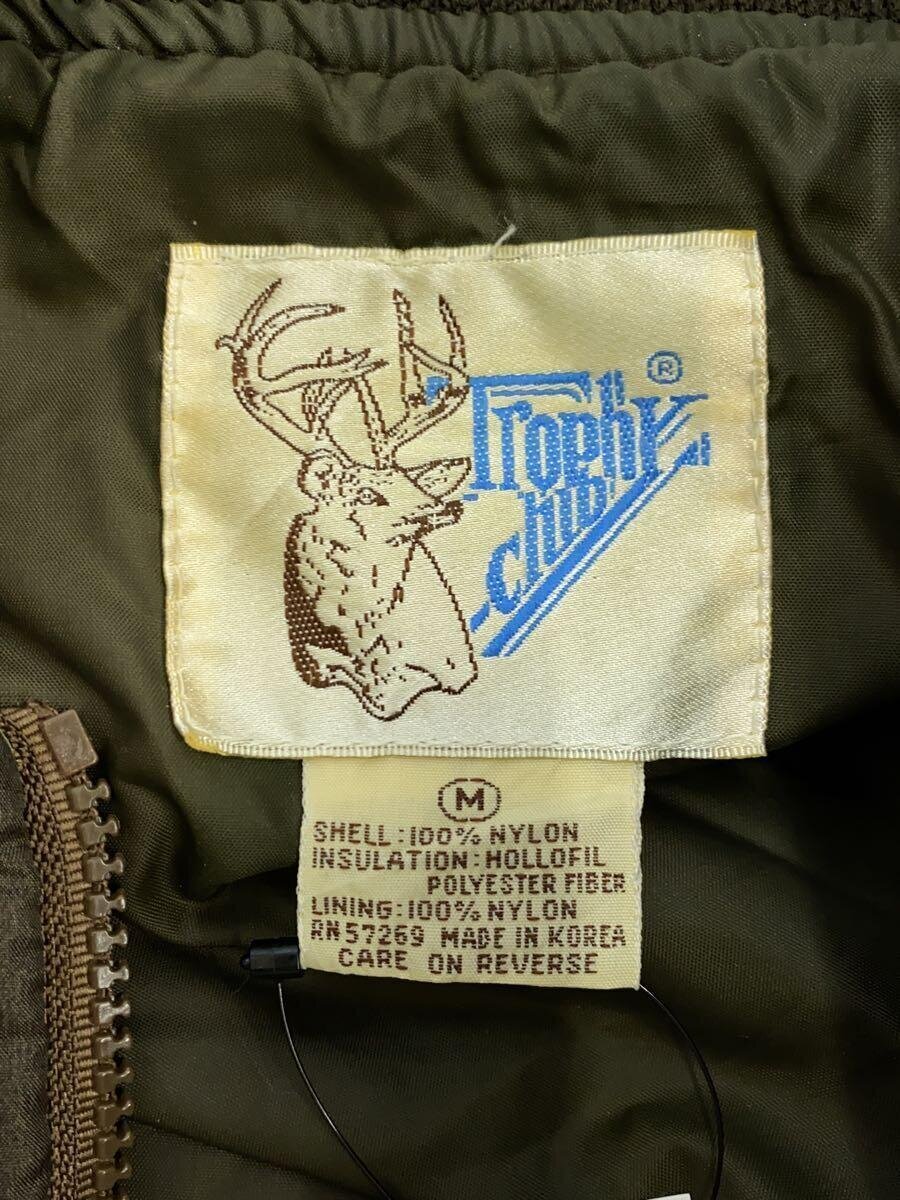 Trophy ®
club
M
SHELL:100% NYLON
INSULATION:HOLLOFIL
POLYESTER FIBER
LINING:100% NYLON
RN 57269 MADE IN KOREA
CARE ON REVERSE